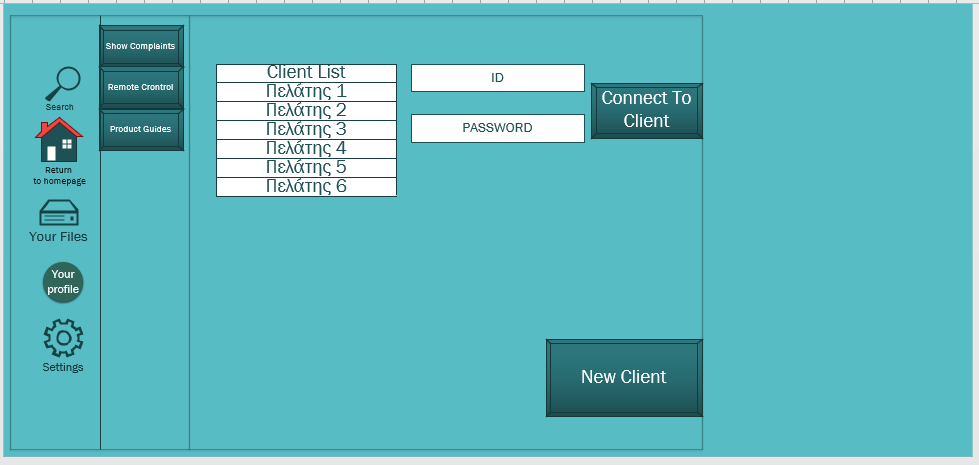 Search
Return
to homepage
Your Files
Your
profile
Settings
Show Complaints
Remote Crontrol
Product Guides
Client List
Πελάτης 1
Πελάτης 2
Πελάτης 3
Πελάτης 4
Πελάτης 5
Πελάτης 6
ID
PASSWORD
Connect To
Client
New Client